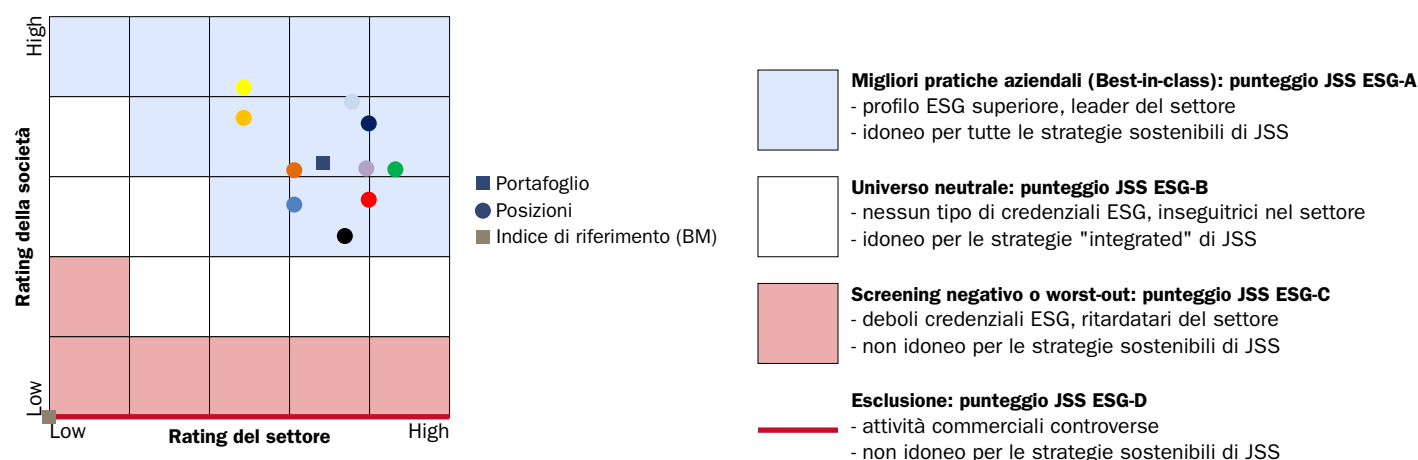 High
Rating della società
Low
Low
Rating del settore
High
Portafoglio
Posizioni
Indice di riferimento (BM)
Migliori pratiche aziendali (Best-in-class): punteggio JSS ESG-A
- profilo ESG superiore, leader del settore
- idoneo per tutte le strategie sostenibili di JSS
Universo neutrale: punteggio JSS ESG-B
- nessun tipo di credenziali ESG, inseguitrici nel settore
- idoneo per le strategie "integrated" di JSS
Screening negativo o worst-out: punteggio JSS ESG-C
- deboli credenziali ESG, ritardatari del settore
- non idoneo per le strategie sostenibili di JSS
Esclusione: punteggio JSS ESG-D
- attività commerciali controverse
- non idoneo per le strategie sostenibili di JSS